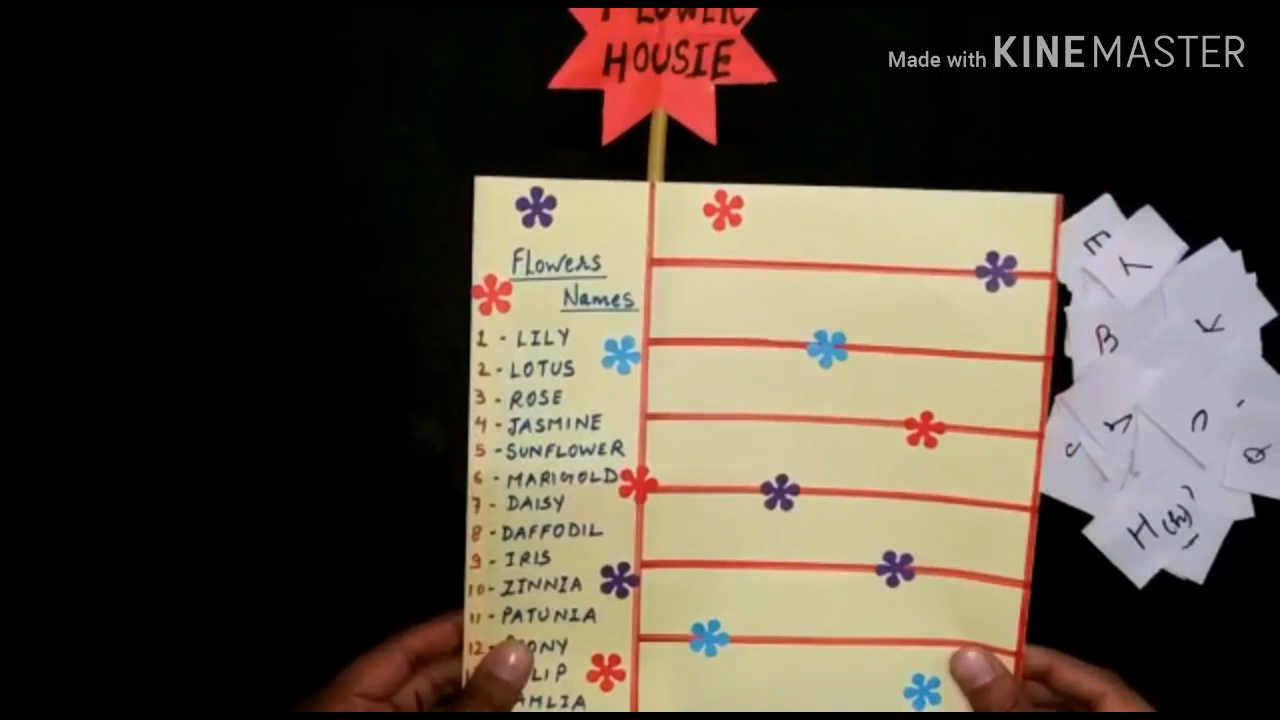 Made with KINEMASTER
HOUSIE
Flowers
Names
1 - LILY
2 - LOTUS
3 - ROSE
4 - JASMINE
5 - SUNFLOWER
6 - MARIGOLD
7 - DAISY
8 - DAFFODIL
9 - IRIS
10 - ZINNIA
11 - PATUNIA
12 -
E
B
K
H